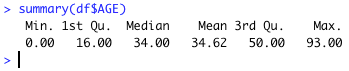 > summary(df$AGE)
   Min. 1st Qu.  Median    Mean 3rd Qu.    Max.
   0.00   16.00   34.00   34.62   50.00   93.00
>